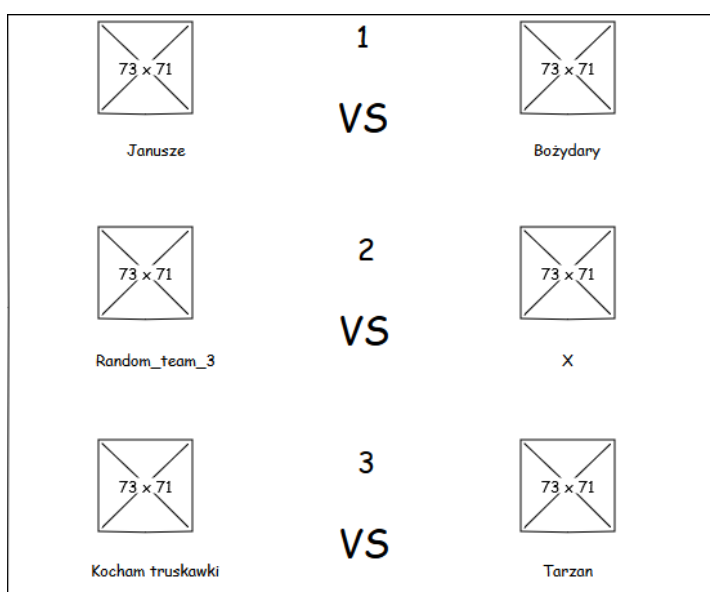 1
73 x 71
73 x 71
VS
Janusze
Bożydary
2
73 x 71
73 x 71
VS
Random_team_3
X
3
73 x 71
73 x 71
VS
Kocham truskawki
Tarzan